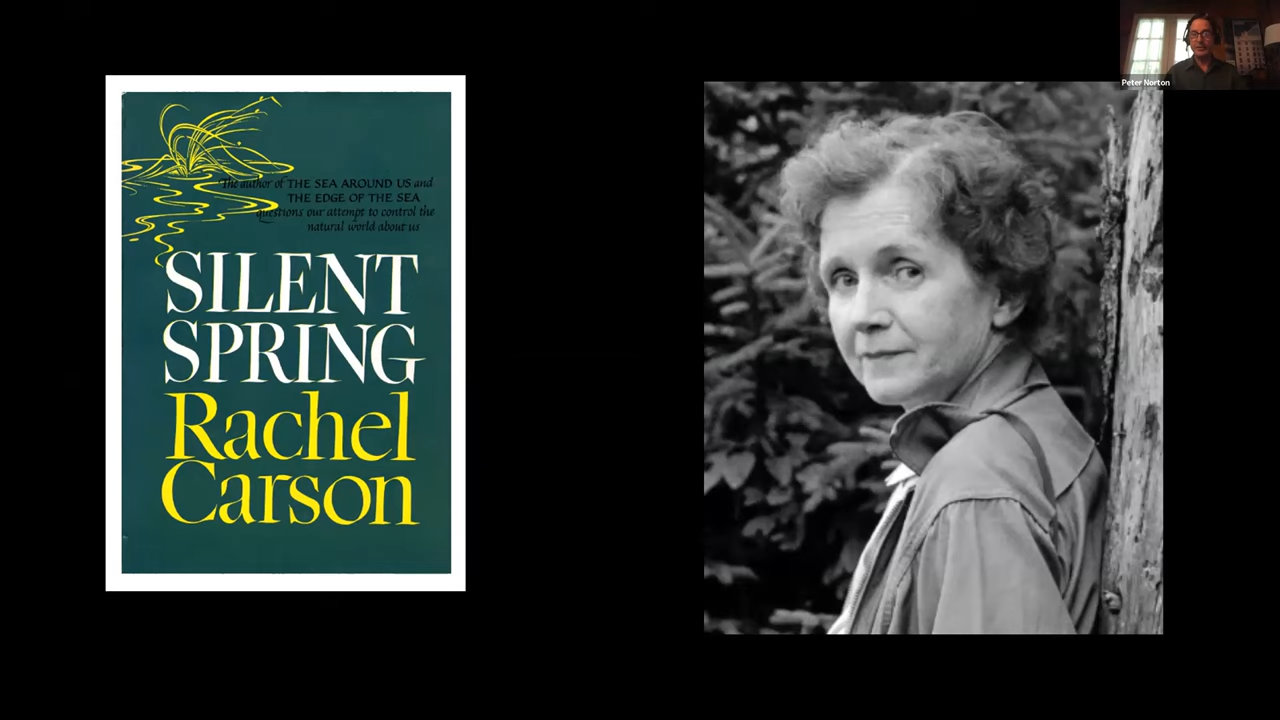 The author of THE SEA AROUND US and
THE EDGE OF THE SEA
questions our attempt to control the
natural world about us
SILENT
SPRING
Rachel
Carson
Peter Norton